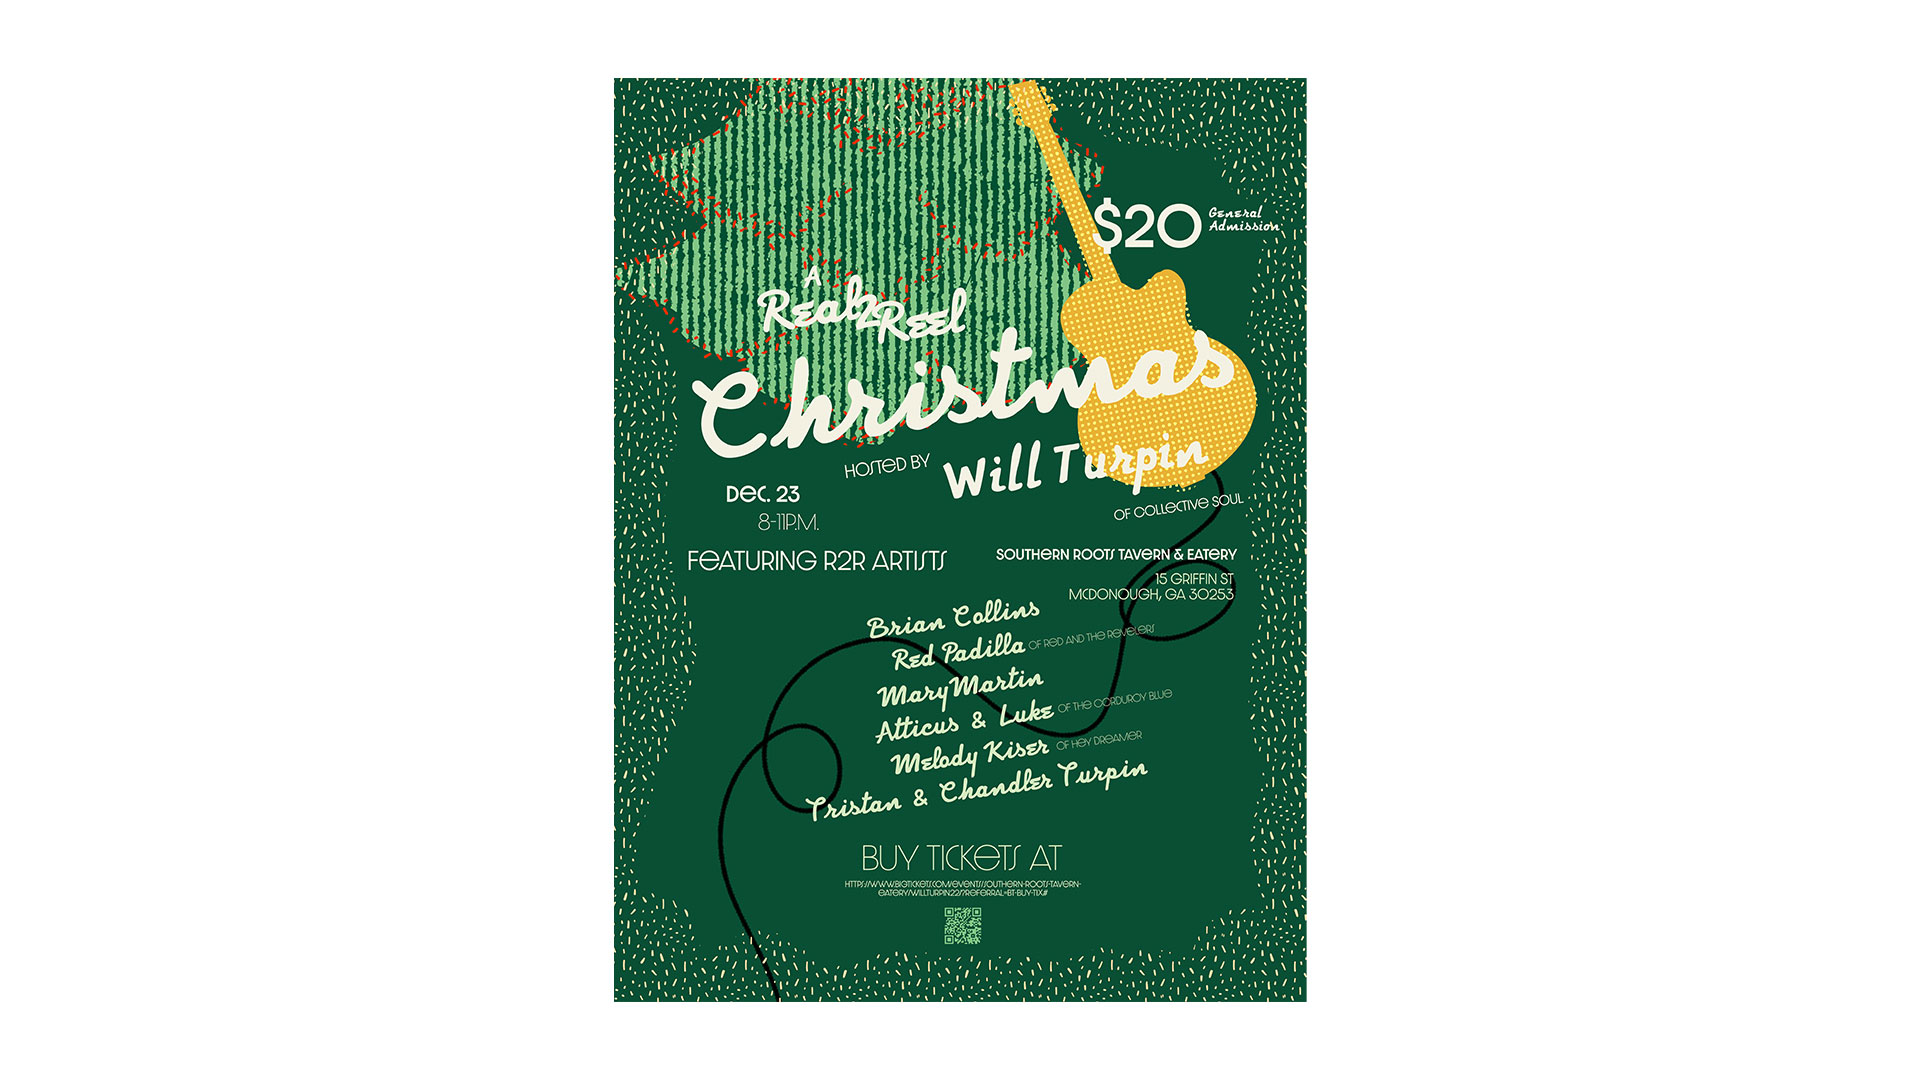 $20 General
Admission
A
Real2Reel
Christmas
HOSTED BY Will Turpin
OF COLLECTIVE SOUL
DEC. 23
8-11P.M.
FEATURING R2R ARTISTS
SOUTHERN ROOTS TAVERN & EATERY
15 GRIFFIN ST
MCDONOUGH, GA 30253
Brian Collins
Red Padilla OF RED AND THE REVELERS
Mary Martin
Atticus & Luke OF THE CORDUROY BLUE
Melody Kiser OF HEY DREAMER
Tristan & Chandler Turpin
BUY TICKETS AT
HTTPS://WWW.BIGTICKETS.COM/EVENTS/SOUTHERN-ROOTS-TAVERN-
EATERY/WILLTURPIN22/?REFERRAL=BT-BUY-TIX#